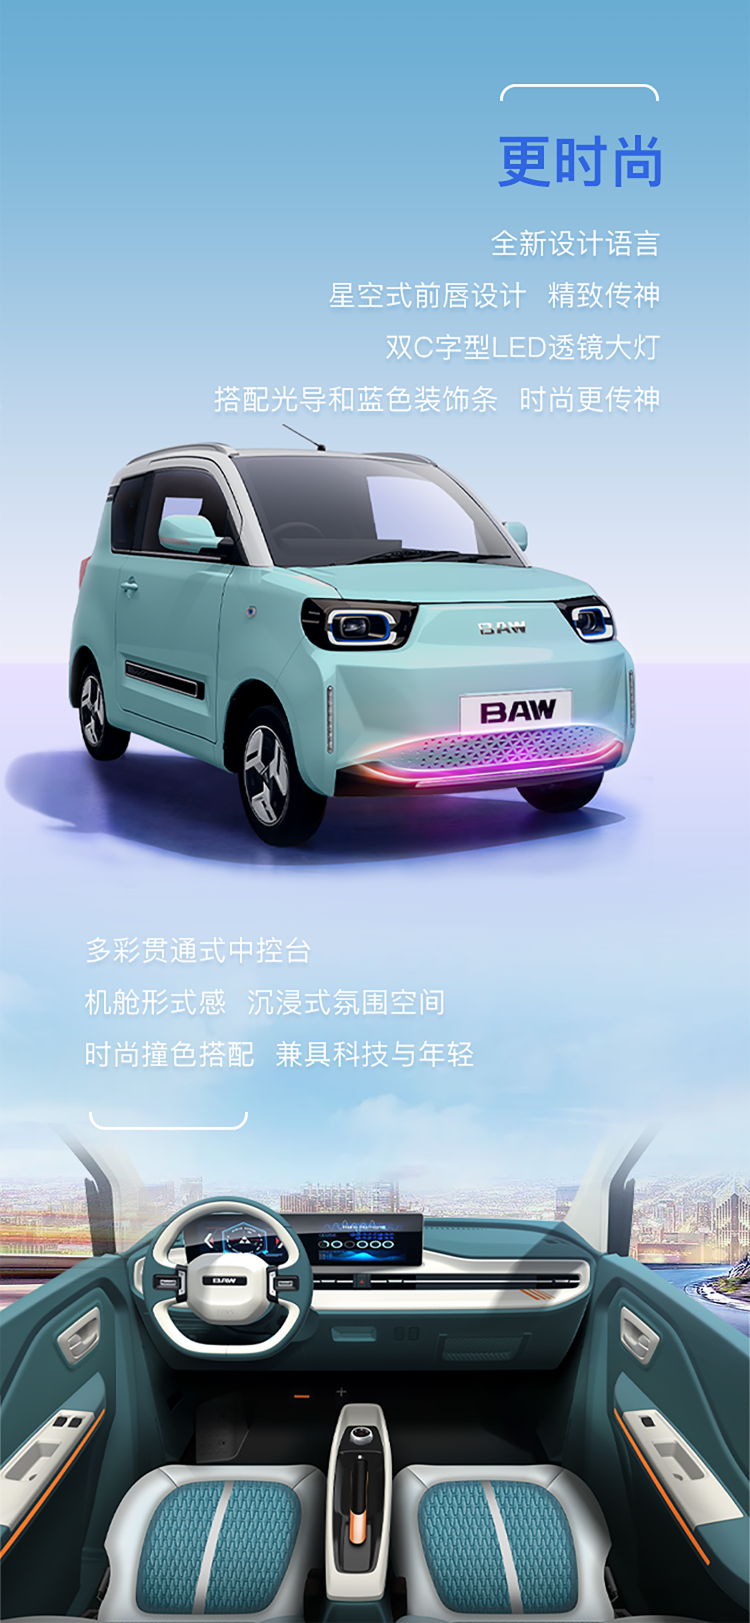 更时尚
全新设计语言
星空式前唇设计 精致传神
双C字型LED透镜大灯
搭配光导和蓝色装饰条 时尚更传神
BAW
BAW
多彩贯通式中控台
机舱形式感 沉浸式氛围空间
时尚撞色搭配 兼具科技与年轻
BAW